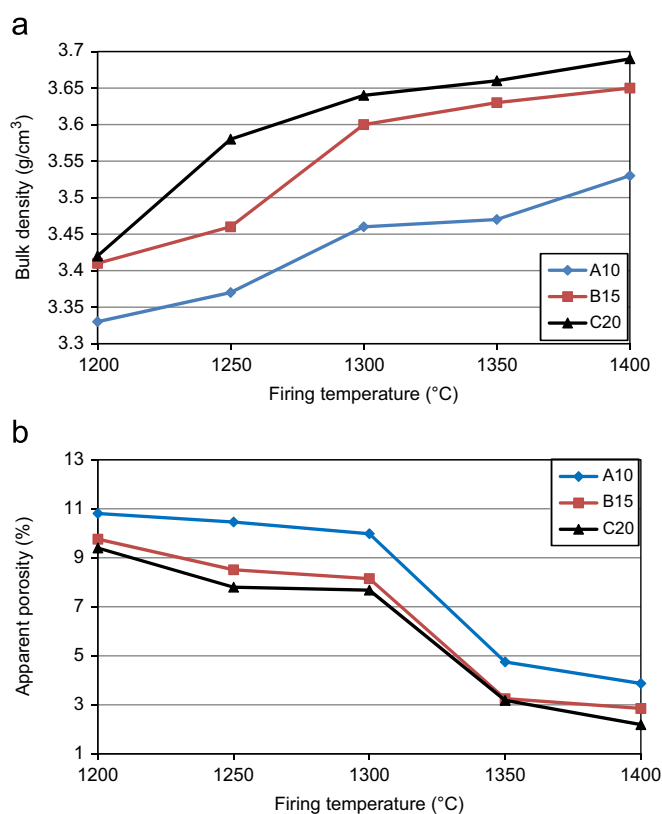 a
3.7
3.65
3.6
3.55
3.5
3.45
3.4
3.35
3.3
Bulk density (g/cm³)
1200 1250 1300 1350 1400
Firing temperature (°C)
A10
B15
C20
b
13
11
9
7
5
3
1
Apparent porosity (%)
1200 1250 1300 1350 1400
Firing temperature (°C)
A10
B15
C20